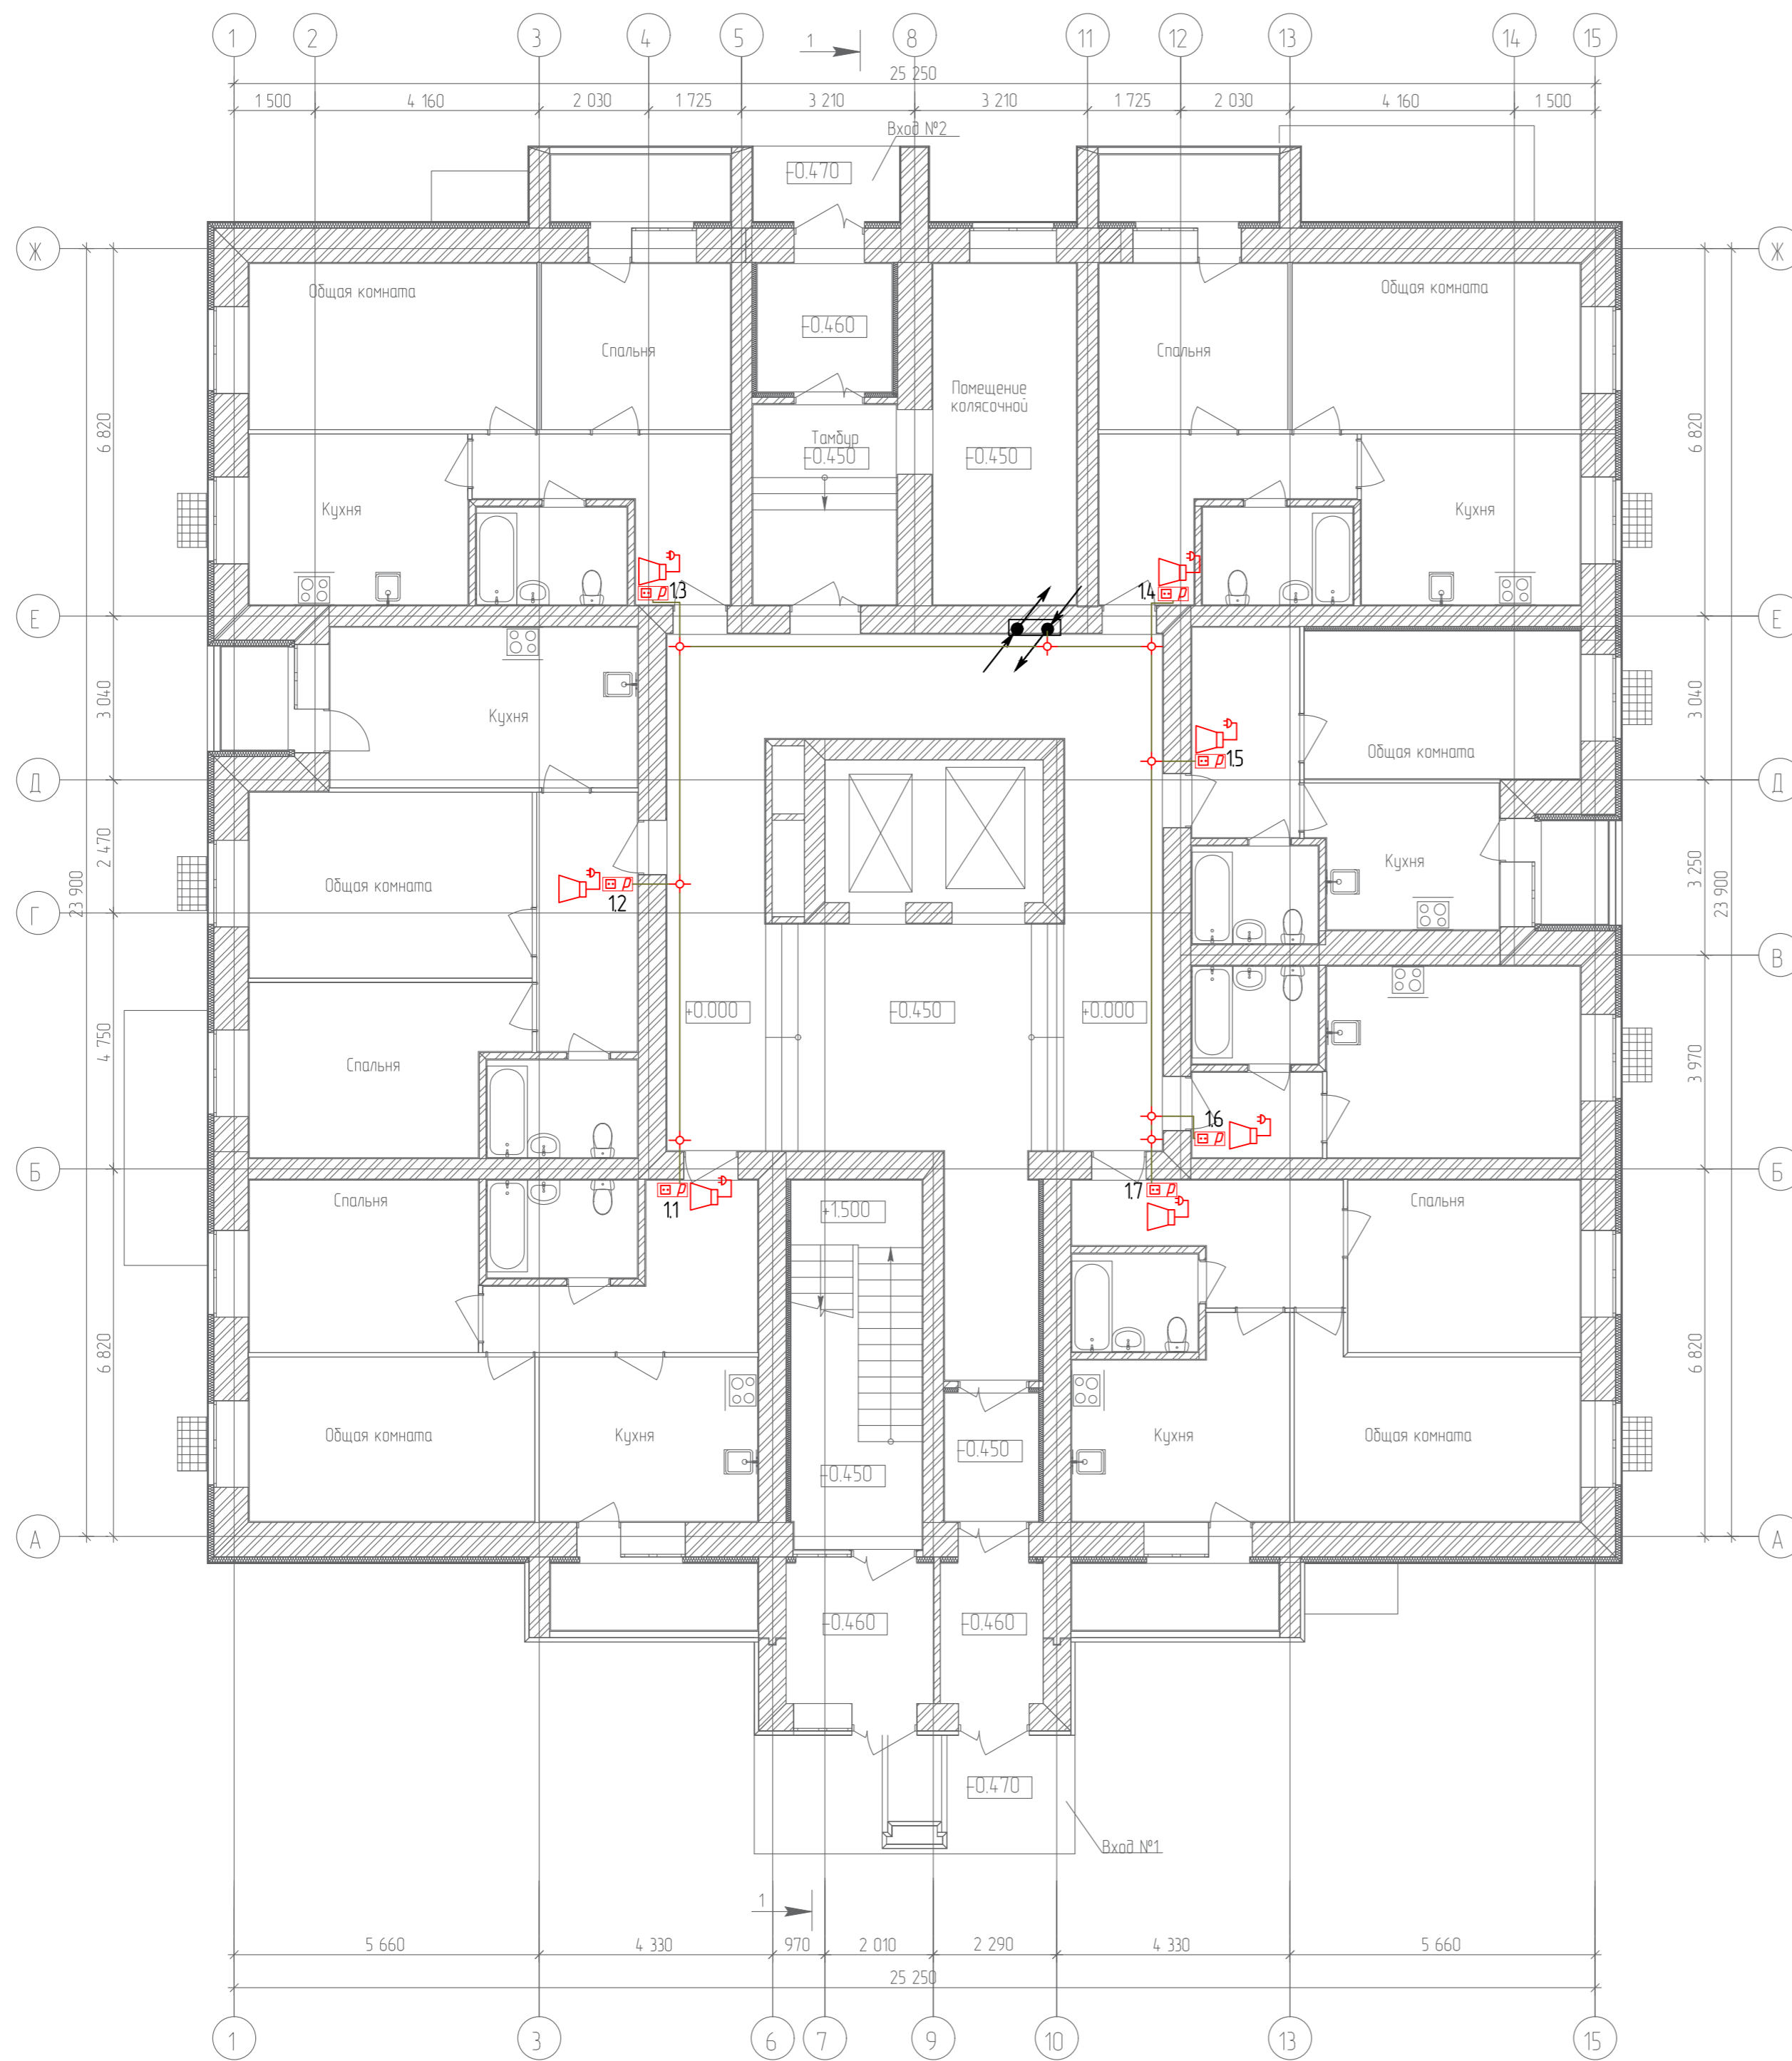 1 2 3 4 5 8 11 12 13 14 15
1
25 250
1 500 4 160 2 030 1 725 3 210 3 210 1 725 2 030 4 160 1 500
Вход №2
-0.470
Ж Ж
Общая комната Общая комната
-0.460
Спальня Спальня
Помещение
колясочной
6 820 6 820
Тамбур
-0.450 -0.450
Кухня Кухня
1.3 1.4
Е Е
3 040 3 040
Кухня
Общая комната
1.5
Д Д
2 470
Кухня
3 250
Общая комната
23 900 23 900
1.2
Г
В
+0.000 -0.450 +0.000
4 750
Спальня
3 970
1.6
Б Б
1.1 1.7
Спальня +1.500 Спальня
6 820 6 820
Общая комната Кухня Кухня Общая комната
-0.450 -0.450
А А
-0.460 -0.460
-0.470
Вход №1
1
5 660 4 330 970 2 010 2 290 4 330 5 660
25 250
1 3 6 7 9 10 13 15